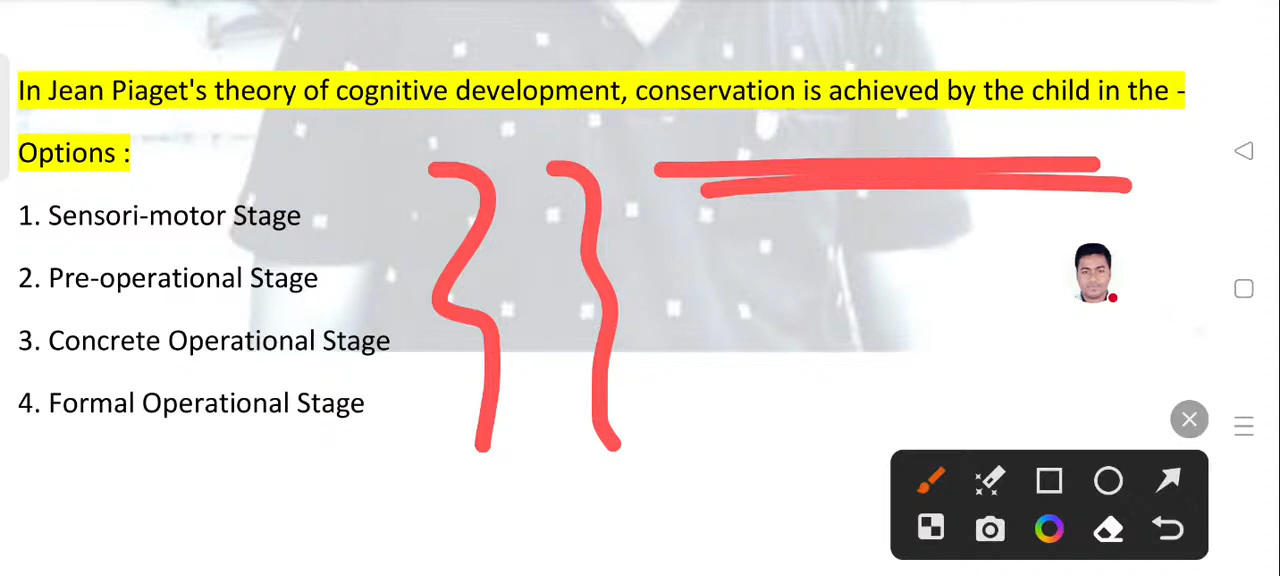 In Jean Piaget's theory of cognitive development, conservation is achieved by the child in the -
Options :
1. Sensori-motor Stage
2. Pre-operational Stage
3. Concrete Operational Stage
4. Formal Operational Stage